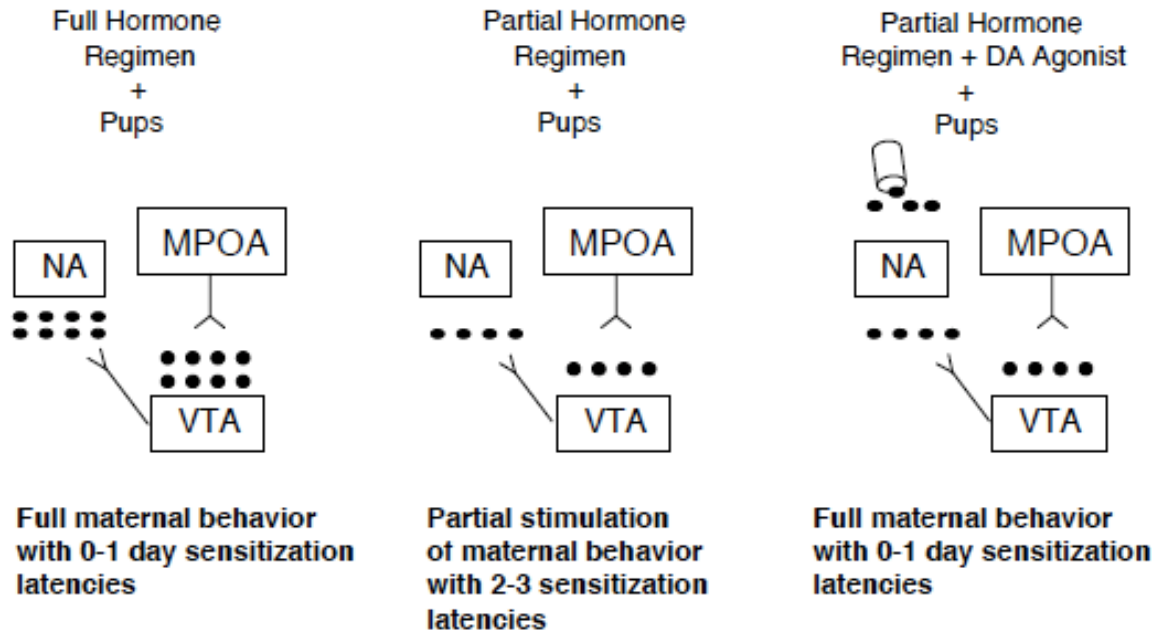 Full Hormone
Regimen
+
Pups
Partial Hormone
Regimen
+
Pups
Partial Hormone
Regimen + DA Agonist
+
Pups
NA
MPOA
VTA
NA
MPOA
VTA
NA
MPOA
VTA
Full maternal behavior
with 0-1 day sensitization
latencies
Partial stimulation
of maternal behavior
with 2-3 sensitization
latencies
Full maternal behavior
with 0-1 day sensitization
latencies